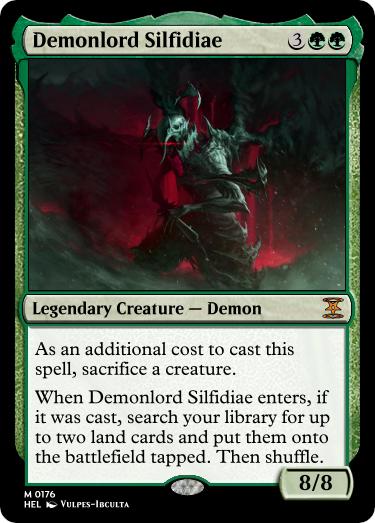 Demonlord Silfidiae 3
Legendary Creature — Demon
As an additional cost to cast this
spell, sacrifice a creature.
When Demonlord Silfidiae enters, if
it was cast, search your library for up
to two land cards and put them onto
the battlefield tapped. Then shuffle.
8/8
M 0176
HEL Vulpes-Ibculta